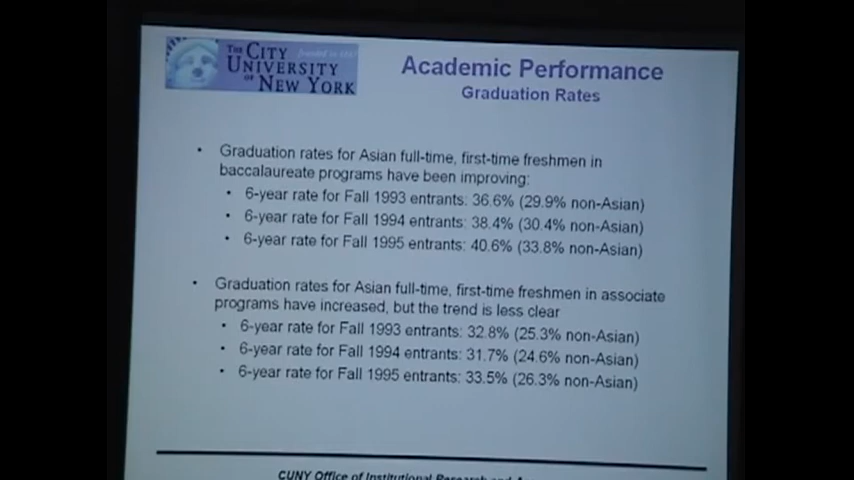 THE CITY
UNIVERSITY
OF NEW YORK
Academic Performance
Graduation Rates
• Graduation rates for Asian full-time, first-time freshmen in
baccalaureate programs have been improving:
• 6-year rate for Fall 1993 entrants: 36.6% (29.9% non-Asian)
• 6-year rate for Fall 1994 entrants: 38.4% (30.4% non-Asian)
• 6-year rate for Fall 1995 entrants: 40.6% (33.8% non-Asian)
• Graduation rates for Asian full-time, first-time freshmen in associate
programs have increased, but the trend is less clear
• 6-year rate for Fall 1993 entrants: 32.8% (25.3% non-Asian)
• 6-year rate for Fall 1994 entrants: 31.7% (24.6% non-Asian)
• 6-year rate for Fall 1995 entrants: 33.5% (26.3% non-Asian)
CUNY Office of Institutional Research and